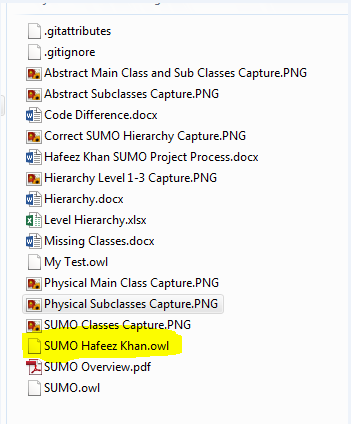 .gitattributes
.gitignore
Abstract Main Class and Sub Classes Capture.PNG
Abstract Subclasses Capture.PNG
Code Difference.docx
Correct SUMO Hierarchy Capture.PNG
Hafeez Khan SUMO Project Process.docx
Hierarchy Level 1-3 Capture.PNG
Hierarchy.docx
Level Hierarchy.xlsx
Missing Classes.docx
My Test.owl
Physical Main Class Capture.PNG
Physical Subclasses Capture.PNG
SUMO Classes Capture.PNG
SUMO Hafeez Khan.owl
SUMO Overview.pdf
SUMO.owl